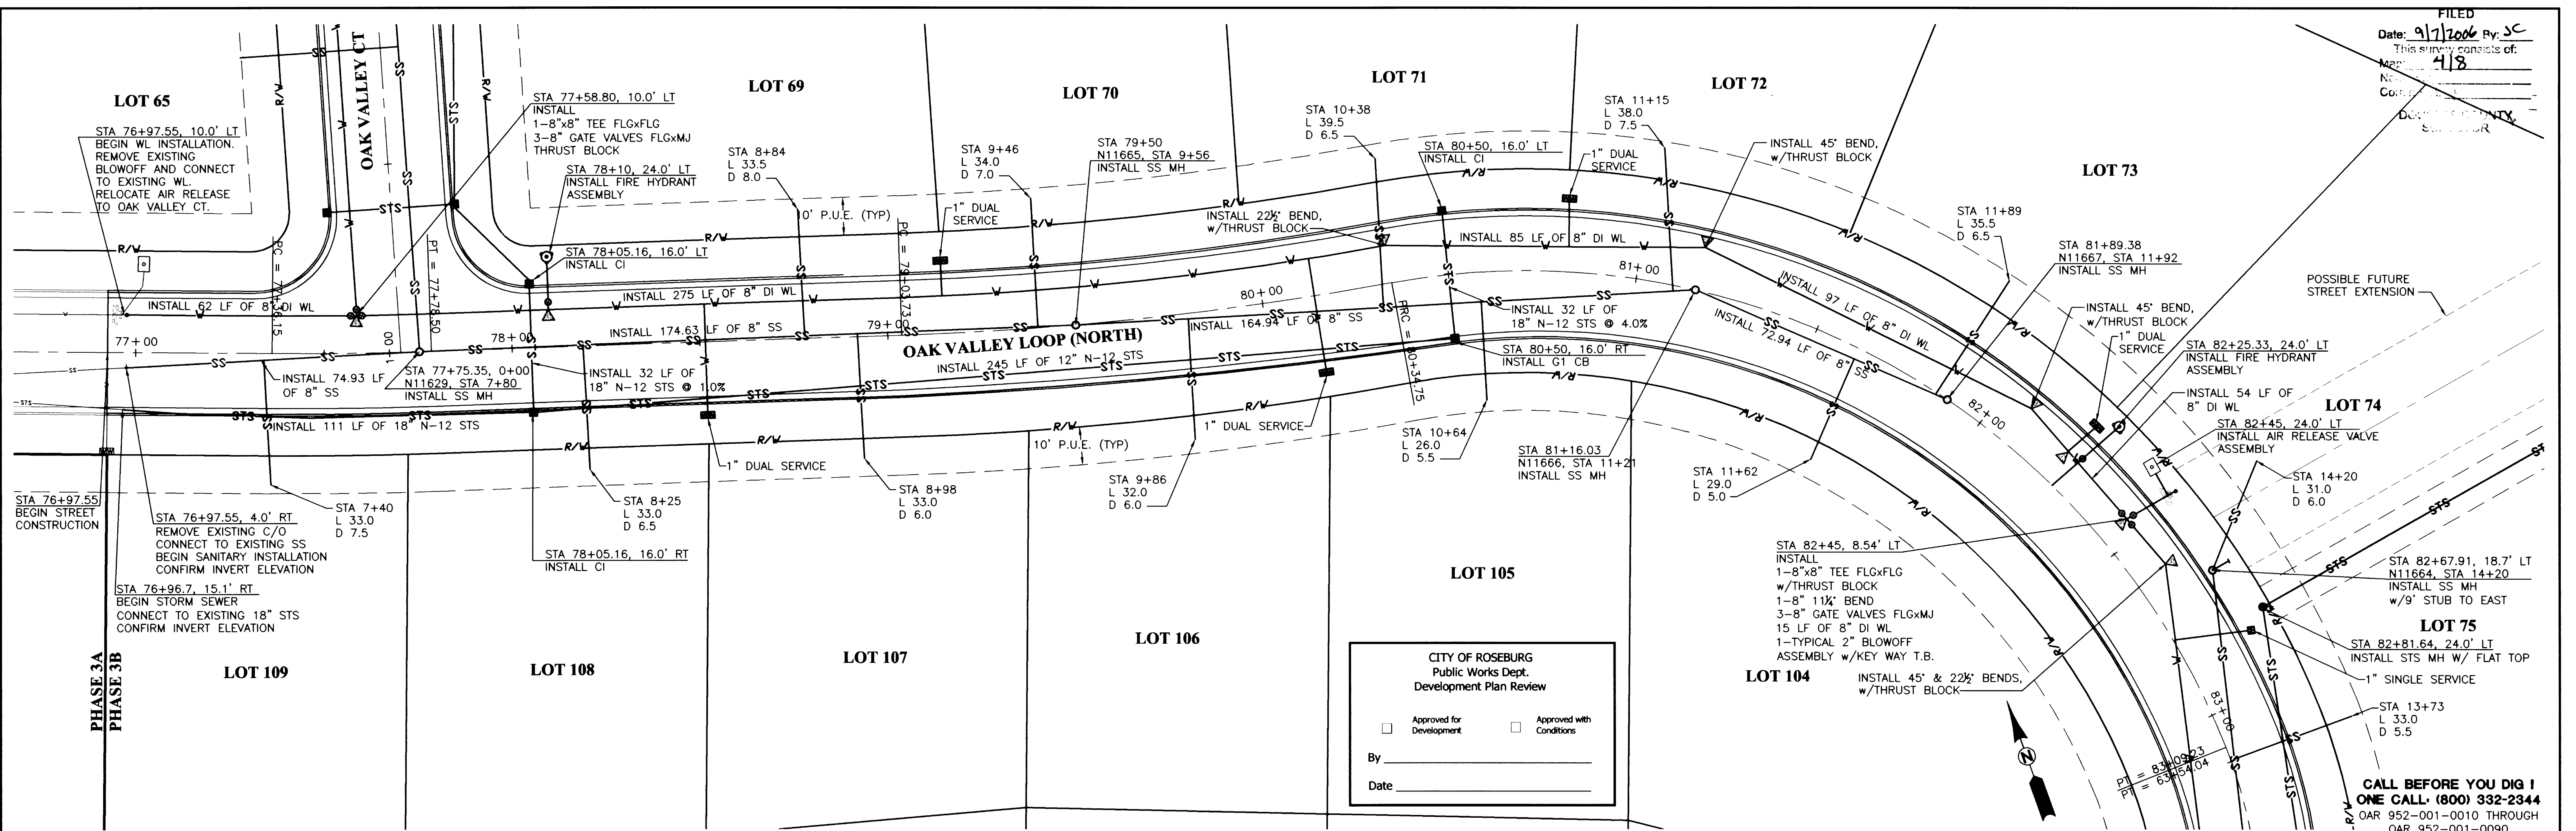 FILED
Date: 9/7/2006 By: JC
This survey consists of:
4/8
LOT 65
OAK VALLEY CT
LOT 69
LOT 70
LOT 71
LOT 72
LOT 73
STA 76+97.55, 10.0' LT
BEGIN WL INSTALLATION.
REMOVE EXISTING
BLOWOFF AND CONNECT
TO EXISTING WL.
RELOCATE AIR RELEASE
TO OAK VALLEY CT.
STA 77+58.80, 10.0' LT
INSTALL
1-8"x8" TEE FLGxFLG
3-8" GATE VALVES FLGxMJ
THRUST BLOCK
STA 78+10, 24.0' LT
INSTALL FIRE HYDRANT
ASSEMBLY
STA 78+05.16, 16.0' LT
INSTALL CI
STA 8+84
L 33.5
D 8.0
10' P.U.E. (TYP)
STA 9+46
L 34.0
D 7.0
1" DUAL
SERVICE
STA 79+50
N11665, STA 9+56
INSTALL SS MH
STA 10+38
L 39.5
D 6.5
INSTALL 22½° BEND,
w/THRUST BLOCK
STA 80+50, 16.0' LT
INSTALL CI
1" DUAL
SERVICE
STA 11+15
L 38.0
D 7.5
INSTALL 45° BEND,
w/THRUST BLOCK
STA 11+89
L 35.5
D 6.5
STA 81+89.38
N11667, STA 11+92
INSTALL SS MH
POSSIBLE FUTURE
STREET EXTENSION
INSTALL 45° BEND,
w/THRUST BLOCK
1" DUAL
SERVICE
STA 82+25.33, 24.0' LT
INSTALL FIRE HYDRANT
ASSEMBLY
INSTALL 54 LF OF
8" DI WL
LOT 74
STA 82+45, 24.0' LT
INSTALL AIR RELEASE VALVE
ASSEMBLY
STA 14+20
L 31.0
D 6.0
INSTALL 62 LF OF 8" DI WL
INSTALL 275 LF OF 8" DI WL
INSTALL 85 LF OF 8" DI WL
INSTALL 97 LF OF 8" DI WL
PT = 77+78.50
PC = 79+03.73
PRC = 80+34.75
77+00
78+00
79+00
80+00
81+00
82+00
83+00
INSTALL 174.63 LF OF 8" SS
INSTALL 164.94 LF OF 8" SS
INSTALL 72.94 LF OF 8" SS
OAK VALLEY LOOP (NORTH)
INSTALL 245 LF OF 12" N-12 STS
INSTALL 32 LF OF
18" N-12 STS @ 4.0%
STA 80+50, 16.0' RT
INSTALL G1 CB
INSTALL 74.93 LF
OF 8" SS
STA 77+75.35, 0+00
N11629, STA 7+80
INSTALL SS MH
INSTALL 32 LF OF
18" N-12 STS @ 1.0%
INSTALL 111 LF OF 18" N-12 STS
1" DUAL SERVICE
1" DUAL SERVICE
10' P.U.E. (TYP)
STA 76+97.55
BEGIN STREET
CONSTRUCTION
STA 76+97.55, 4.0' RT
REMOVE EXISTING C/O
CONNECT TO EXISTING SS
BEGIN SANITARY INSTALLATION
CONFIRM INVERT ELEVATION
STA 76+96.7, 15.1' RT
BEGIN STORM SEWER
CONNECT TO EXISTING 18" STS
CONFIRM INVERT ELEVATION
STA 7+40
L 33.0
D 7.5
STA 8+25
L 33.0
D 6.5
STA 78+05.16, 16.0' RT
INSTALL CI
STA 8+98
L 33.0
D 6.0
STA 9+86
L 32.0
D 6.0
STA 10+64
L 26.0
D 5.5
STA 81+16.03
N11666, STA 11+21
INSTALL SS MH
STA 11+62
L 29.0
D 5.0
STA 82+45, 8.54' LT
INSTALL
1-8"x8" TEE FLGxFLG
w/THRUST BLOCK
1-8" 11¼° BEND
3-8" GATE VALVES FLGxMJ
15 LF OF 8" DI WL
1-TYPICAL 2" BLOWOFF
ASSEMBLY w/KEY WAY T.B.
INSTALL 45° & 22½° BENDS,
w/THRUST BLOCK
STA 82+67.91, 18.7' LT
N11664, STA 14+20
INSTALL SS MH
w/9' STUB TO EAST
LOT 75
STA 82+81.64, 24.0' LT
INSTALL STS MH W/ FLAT TOP
1" SINGLE SERVICE
STA 13+73
L 33.0
D 5.5
PHASE 3A
PHASE 3B
LOT 109
LOT 108
LOT 107
LOT 106
LOT 105
LOT 104
CITY OF ROSEBURG
Public Works Dept.
Development Plan Review
Approved for
Development
Approved with
Conditions
By
Date
N
PT = 83+09.23
PT = 63+54.04
CALL BEFORE YOU DIG !
ONE CALL: (800) 332-2344
OAR 952-001-0010 THROUGH
OAR 952-001-0090